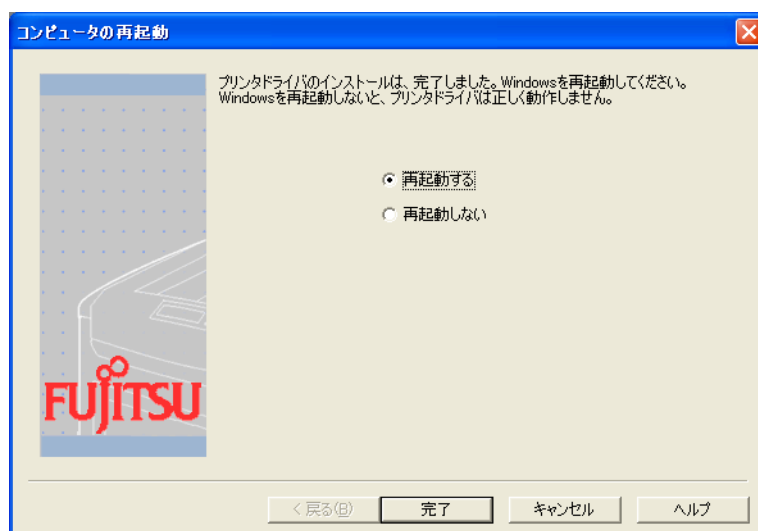 コンピュータの再起動
プリンタドライバのインストールは、完了しました。Windowsを再起動してください。
Windowsを再起動しないと、プリンタドライバは正しく動作しません。
再起動する
再起動しない
FUJITSU
< 戻る(B)
完了
キャンセル
ヘルプ